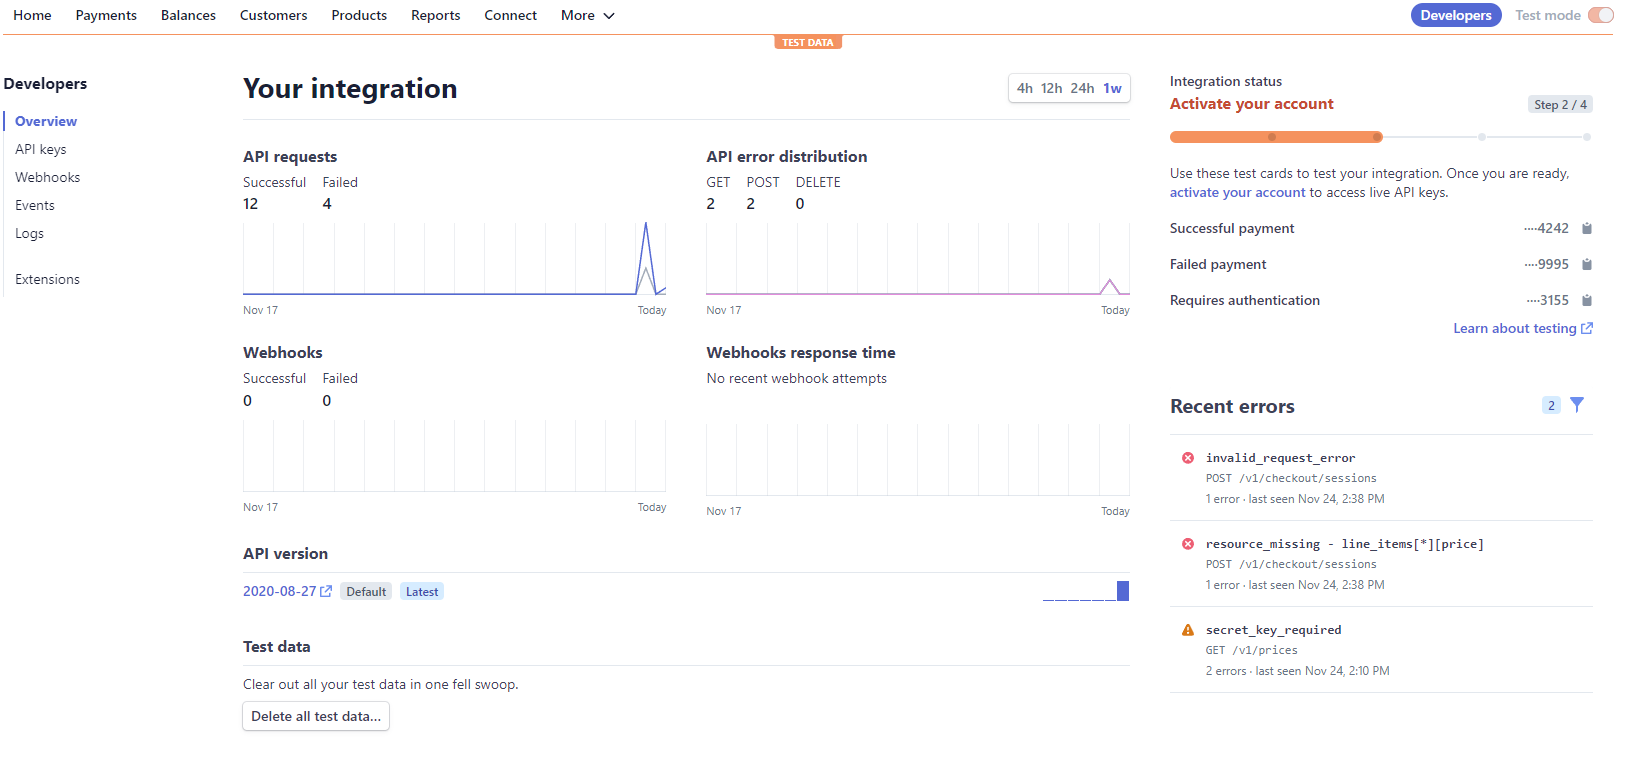 Home Payments Balances Customers Products Reports Connect More Developers Test mode
TEST DATA
Developers
Overview
API keys
Webhooks
Events
Logs
Extensions
Your integration
4h 12h 24h 1w
API requests
Successful Failed
12 4
Nov 17 Today
API error distribution
GET POST DELETE
2 2 0
Nov 17 Today
Webhooks
Successful Failed
0 0
Nov 17 Today
Webhooks response time
No recent webhook attempts
Nov 17 Today
API version
2020-08-27 Default Latest
Test data
Clear out all your test data in one fell swoop.
Delete all test data...
Integration status
Activate your account Step 2 / 4
Use these test cards to test your integration. Once you are ready,
activate your account to access live API keys.
Successful payment ····4242
Failed payment ····9995
Requires authentication ····3155
Learn about testing
Recent errors 2
invalid_request_error
POST /v1/checkout/sessions
1 error · last seen Nov 24, 2:38 PM
resource_missing - line_items[*][price]
POST /v1/checkout/sessions
1 error · last seen Nov 24, 2:38 PM
secret_key_required
GET /v1/prices
2 errors · last seen Nov 24, 2:10 PM